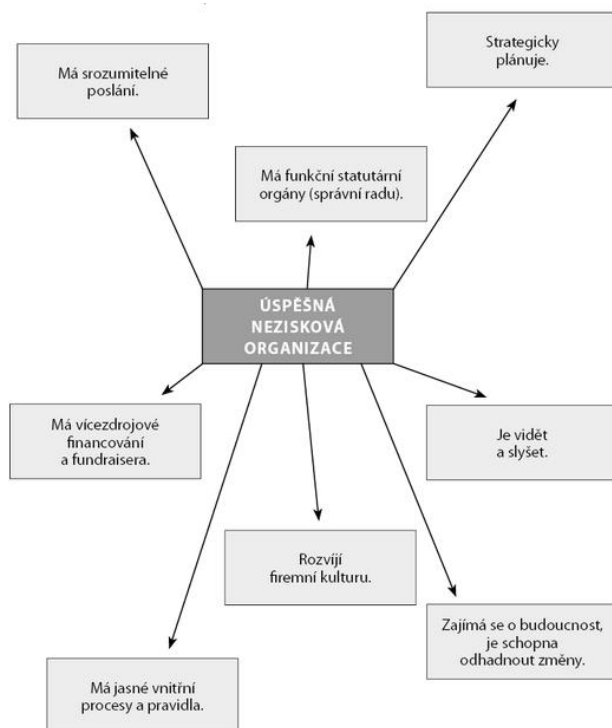 Strategicky
plánuje.
Má srozumitelné
poslání.
Má funkční statutární
orgány (správní radu).
ÚSPĚŠNÁ
NEZISKOVÁ
ORGANIZACE
Má vícezdrojové
financování
a fundraisera.
Je vidět
a slyšet.
Rozvíjí
firemní kulturu.
Zajímá se o budoucnost,
je schopna
odhadnout změny.
Má jasné vnitřní
procesy a pravidla.